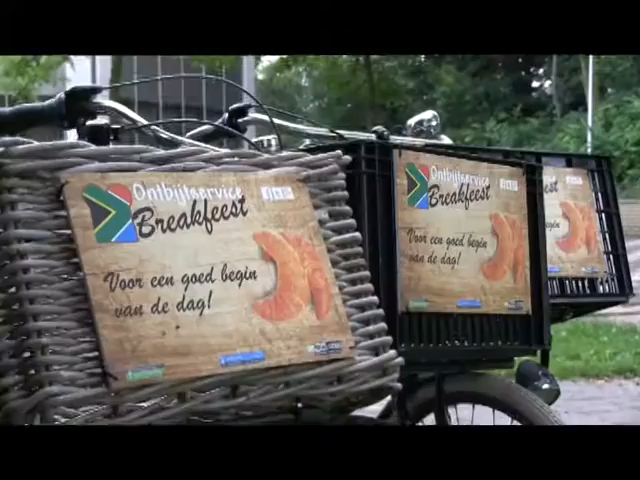 Ontbijtservice
Breakfeest
Voor een goed begin
van de dag!
Ontbijtservice
Breakfeest
Voor een goed begin
van de dag!